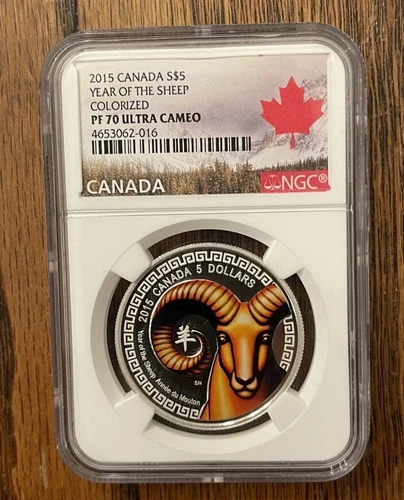 2015 CANADA S$5
YEAR OF THE SHEEP
COLORIZED
PF 70 ULTRA CAMEO
4653062-016
CANADA
NGC
2015 CANADA 5 DOLLARS
羊
SH
Year of the Sheep Année du Mouton